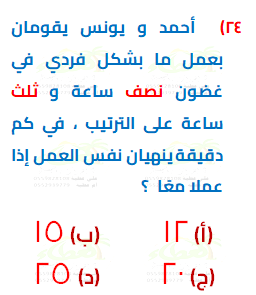 ٢٤) أحمد و يونس يقومان
بعمل ما بشكل فردي في
غضون نصف ساعة و ثلث
ساعة على الترتيب ، في كم
دقيقة ينهيان نفس العمل إذا
عملا معًا ؟
(أ) ١٢ (ب) ١٥
(ج) ٢٠ (د) ٢٥